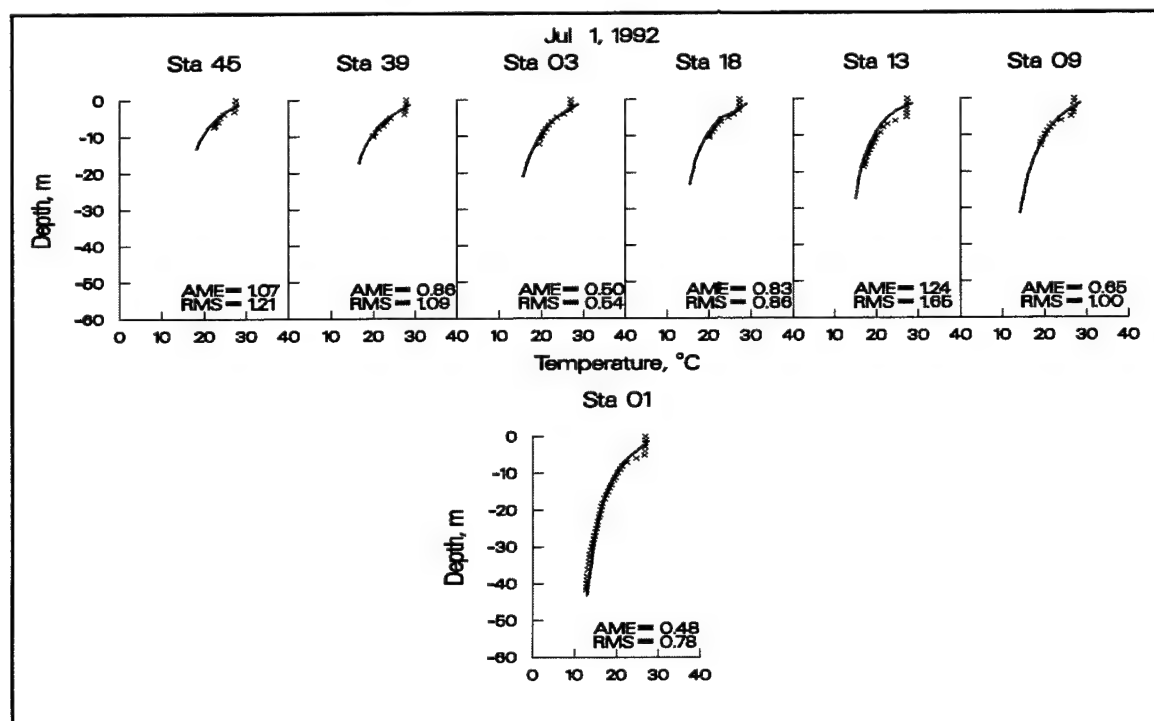 Jul 1, 1992
Sta 45 Sta 39 Sta 03 Sta 18 Sta 13 Sta 09
0
-10
-20
-30
-40
-50
-60
Depth, m
AME= 1.07
RMS= 1.21
AME= 0.86
RMS= 1.09
AME= 0.50
RMS= 0.54
AME= 0.83
RMS= 0.86
AME= 1.24
RMS= 1.65
AME= 0.65
RMS= 1.00
0 20 40 10 20 30 40 10 20 30 40 10 20 30 40 10 20 30 40 10 20 30 40
Temperature, °C
Sta 01
0
-10
-20
-30
-40
-50
-60
Depth, m
AME= 0.48
RMS= 0.78
0 10 20 30 40